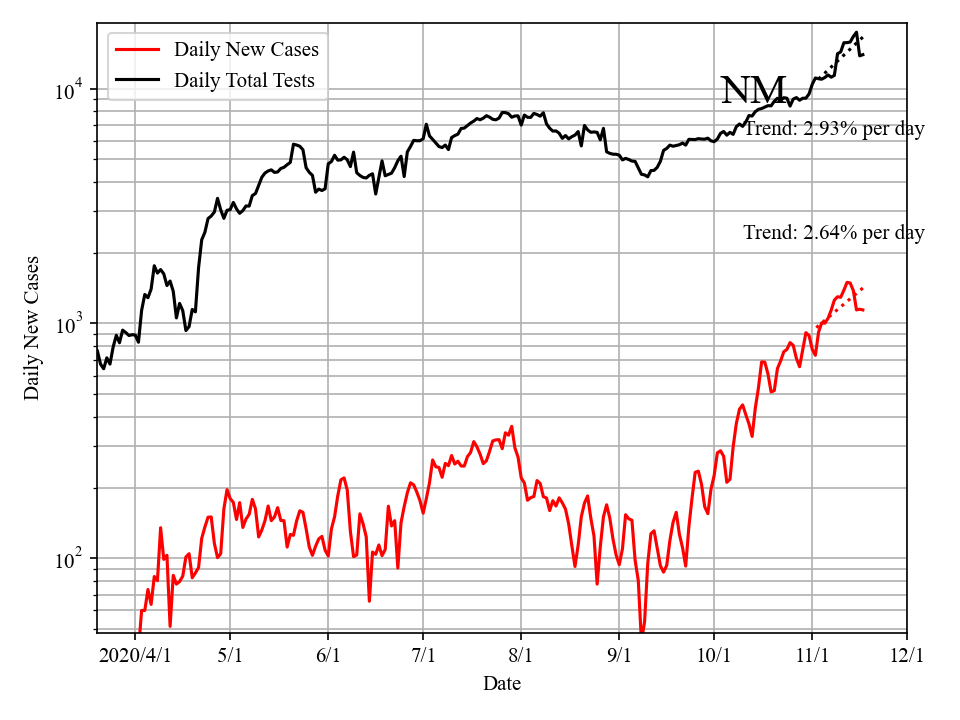 Daily New Cases
Daily Total Tests
NM
Trend: 2.93% per day
Trend: 2.64% per day
Daily New Cases
10^4
10^3
10^2
2020/4/1 5/1 6/1 7/1 8/1 9/1 10/1 11/1 12/1
Date